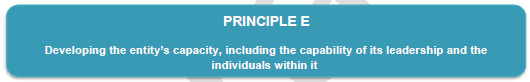 PRINCIPLE E
Developing the entity's capacity, including the capability of its leadership and the
individuals within it